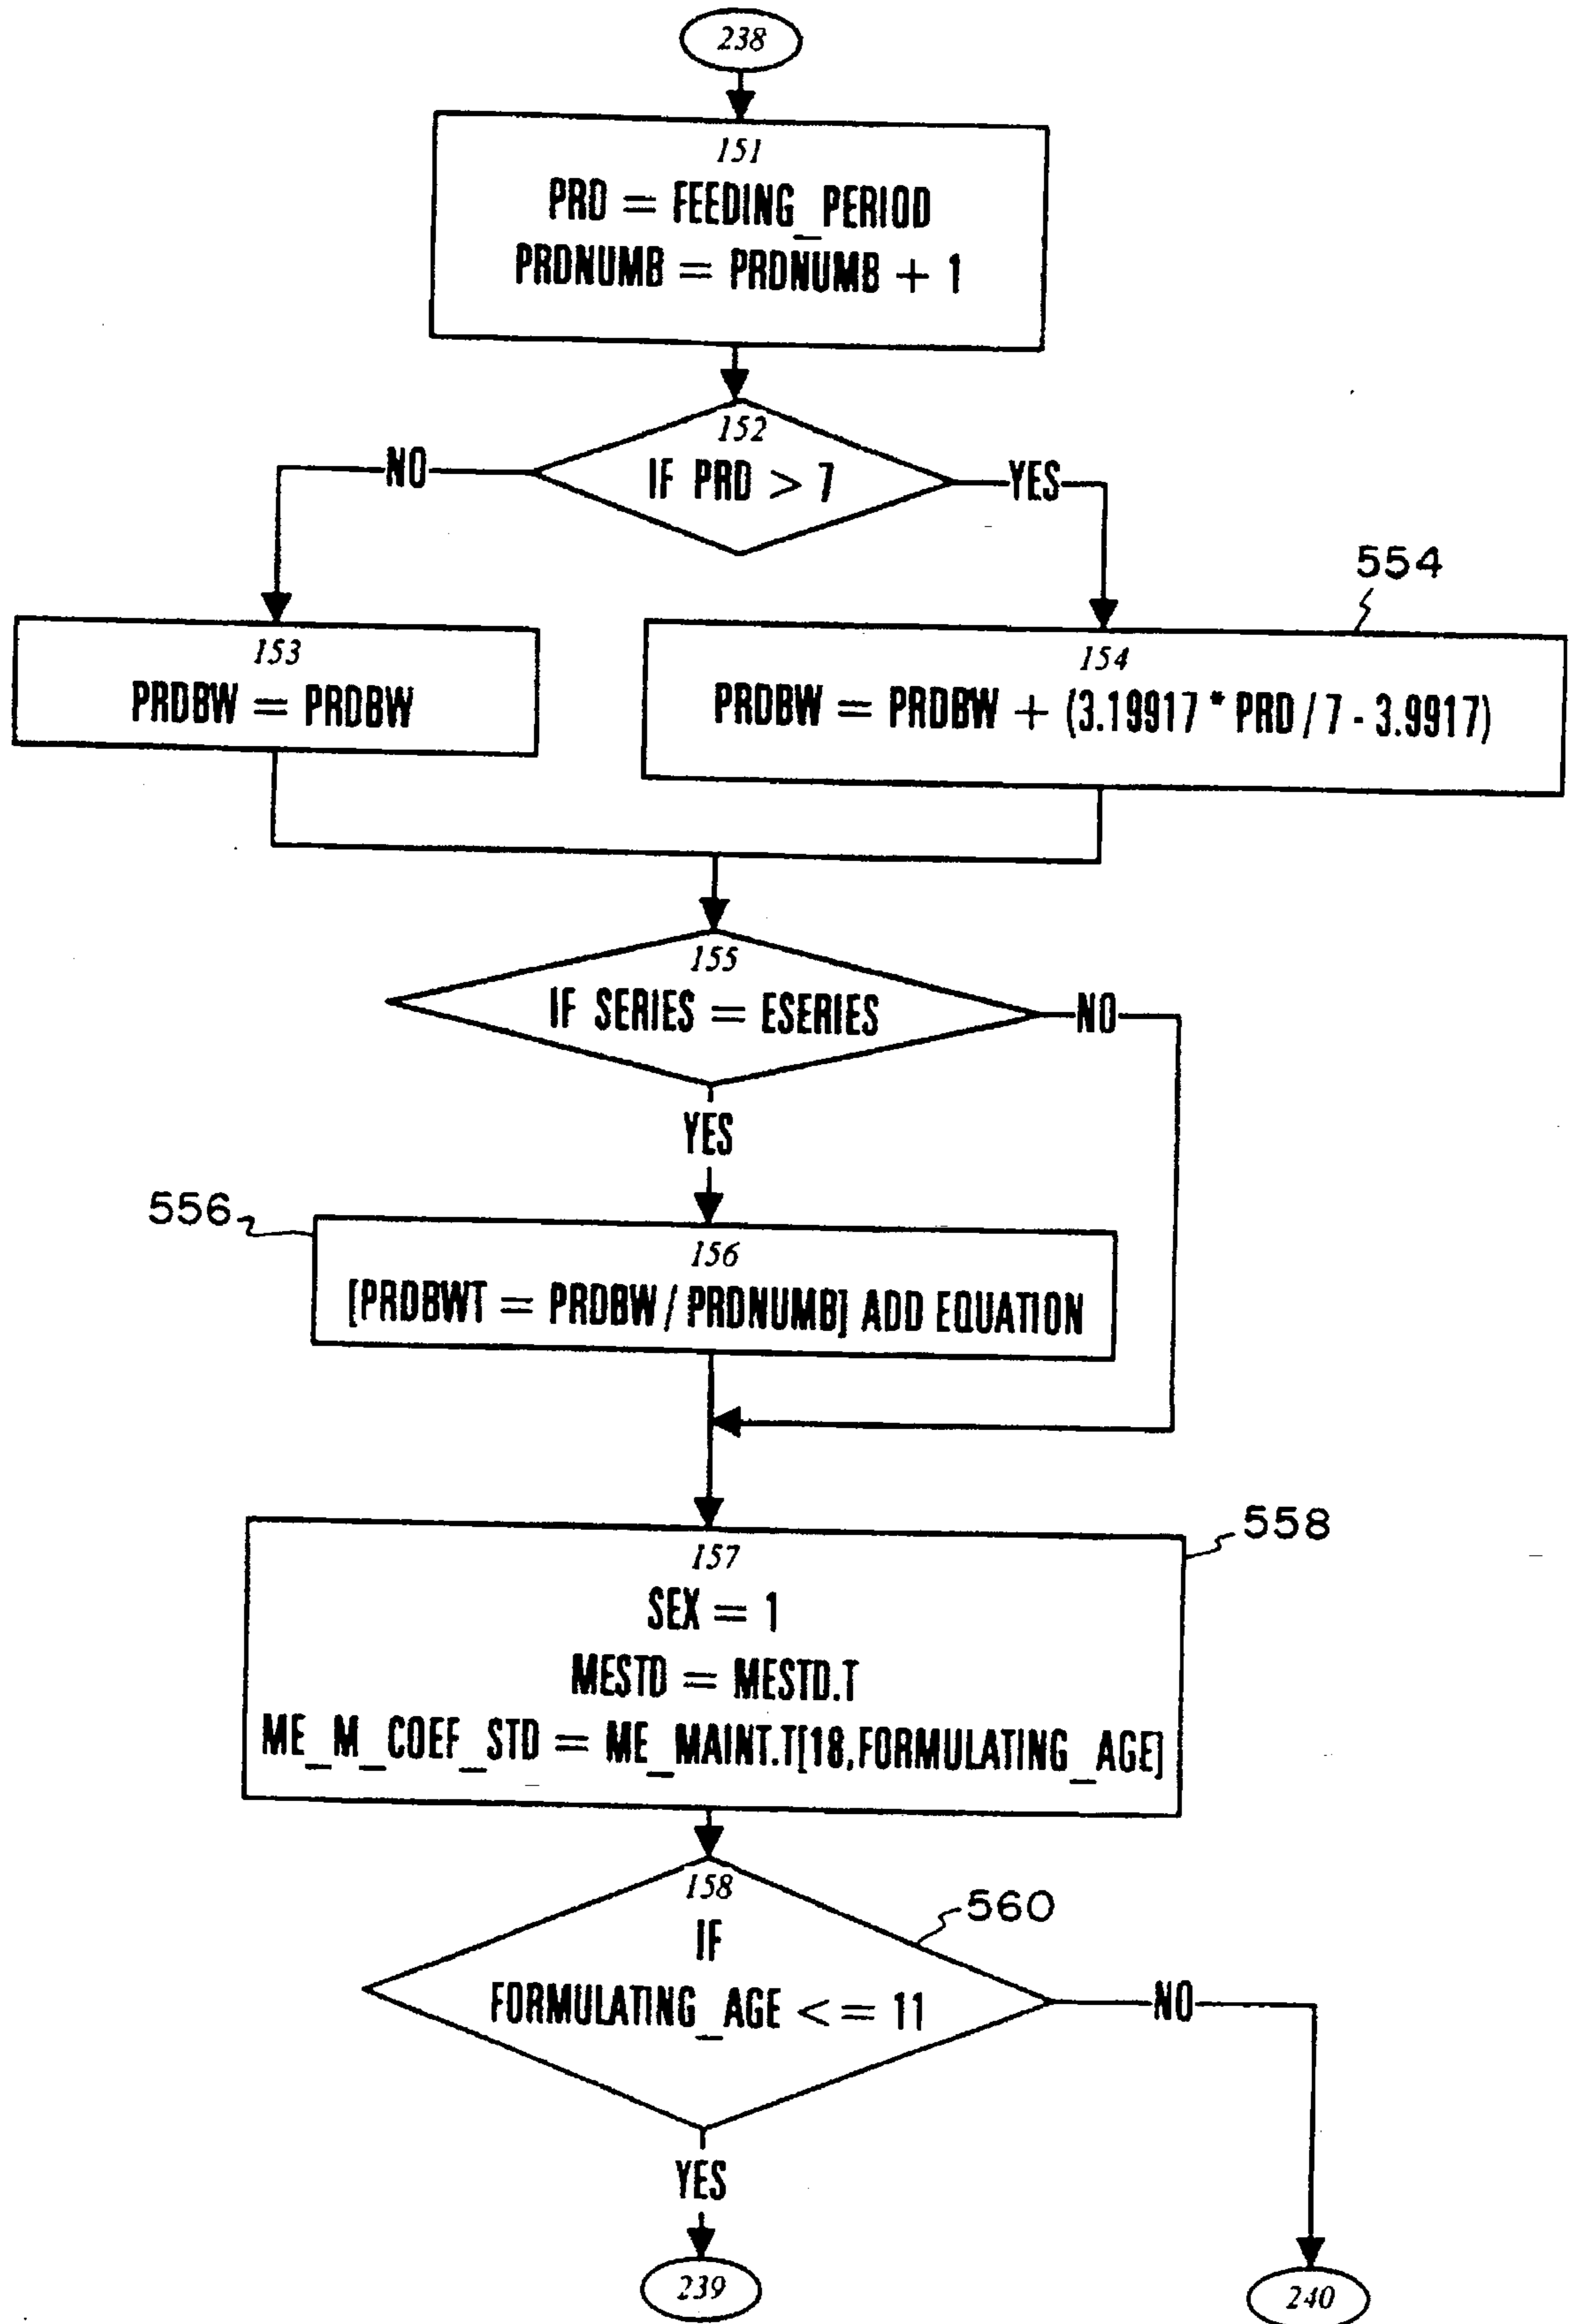 238
151
PRD = FEEDING_PERIOD
PRDNUMB = PRDNUMB + 1
152
IF PRD > 7
NO
YES
554
153
PRDBW = PRDBW
154
PRDBW = PRDBW + (3.19917 * PRD / 7 - 3.9917)
155
IF SERIES = ESERIES
NO
YES
556
156
[PRDBWT = PRDBW / PRDNUMB] ADD EQUATION
558
157
SEX = 1
MESTD = MESTD.T
ME_M_COEF_STD = ME_MAINT.T[18,FORMULATING_AGE]
158
560
IF
FORMULATING_AGE < = 11
NO
YES
239
240